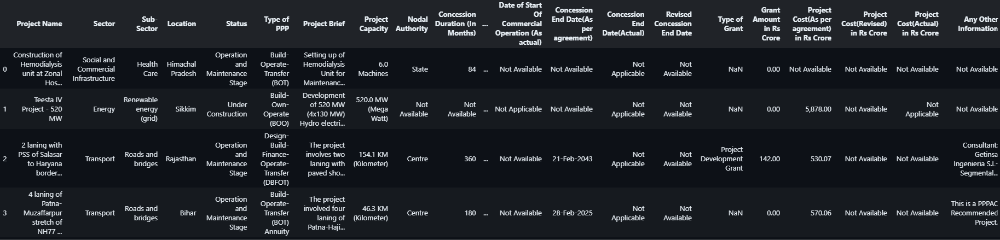 Project Name Sector Sub-Sector Location Status Type of PPP Project Brief Project Capacity Nodal Authority Concession Duration (In Months) ... Date of Start Of Commercial Operation (As actual) Concession End Date(As per agreement) Concession End Date(Actual) Revised Concession End Date Type of Grant Grant Amount in Rs Crore Project Cost(As per agreement) in Rs Crore Project Cost(Revised) in Rs Crore Project Cost(Actual) in Rs Crore Any Other Information
0 Construction of Hemodialysis unit at Zonal Hos... Social and Commercial Infrastructure Health Care Himachal Pradesh Operation and Maintenance Stage Build-Operate-Transfer (BOT) Setting up of Hemodialysis Unit for Maintenanc... 6.0 Machines State 84 ... Not Available Not Available Not Applicable Not Available NaN 0.00 Not Available Not Available Not Available Not Available
1 Teesta IV Project - 520 MW Energy Renewable energy (grid) Sikkim Under Construction Build-Own-Operate (BOO) Development of 520 MW (4x130 MW) Hydro electri... 520.0 MW (Mega Watt) Not Available Not Available ... Not Applicable Not Available Not Applicable Not Available NaN 0.00 5,878.00 Not Available Not Applicable Not Available
2 2 laning with PSS of Salasar to Haryana border... Transport Roads and bridges Rajasthan Operation and Maintenance Stage Design-Build-Finance-Operate-Transfer (DBFOT) The project involves two laning with paved sho... 154.1 KM (Kilometer) Centre 360 ... Not Available 21-Feb-2043 Not Applicable Not Available Project Development Grant 142.00 530.07 Not Available Not Available Consultant: Getinsa Ingenieria S.L-Segmental...
3 4 laning of Patna-Muzaffarpur stretch of NH77 ... Transport Roads and bridges Bihar Operation and Maintenance Stage Build-Operate-Transfer (BOT) Annuity The project involved four laning of Patna-Haji... 46.3 KM (Kilometer) Centre 180 ... Not Available 28-Feb-2025 Not Applicable Not Available NaN 0.00 570.06 Not Available Not Available This is a PPPAC Recommended Project.